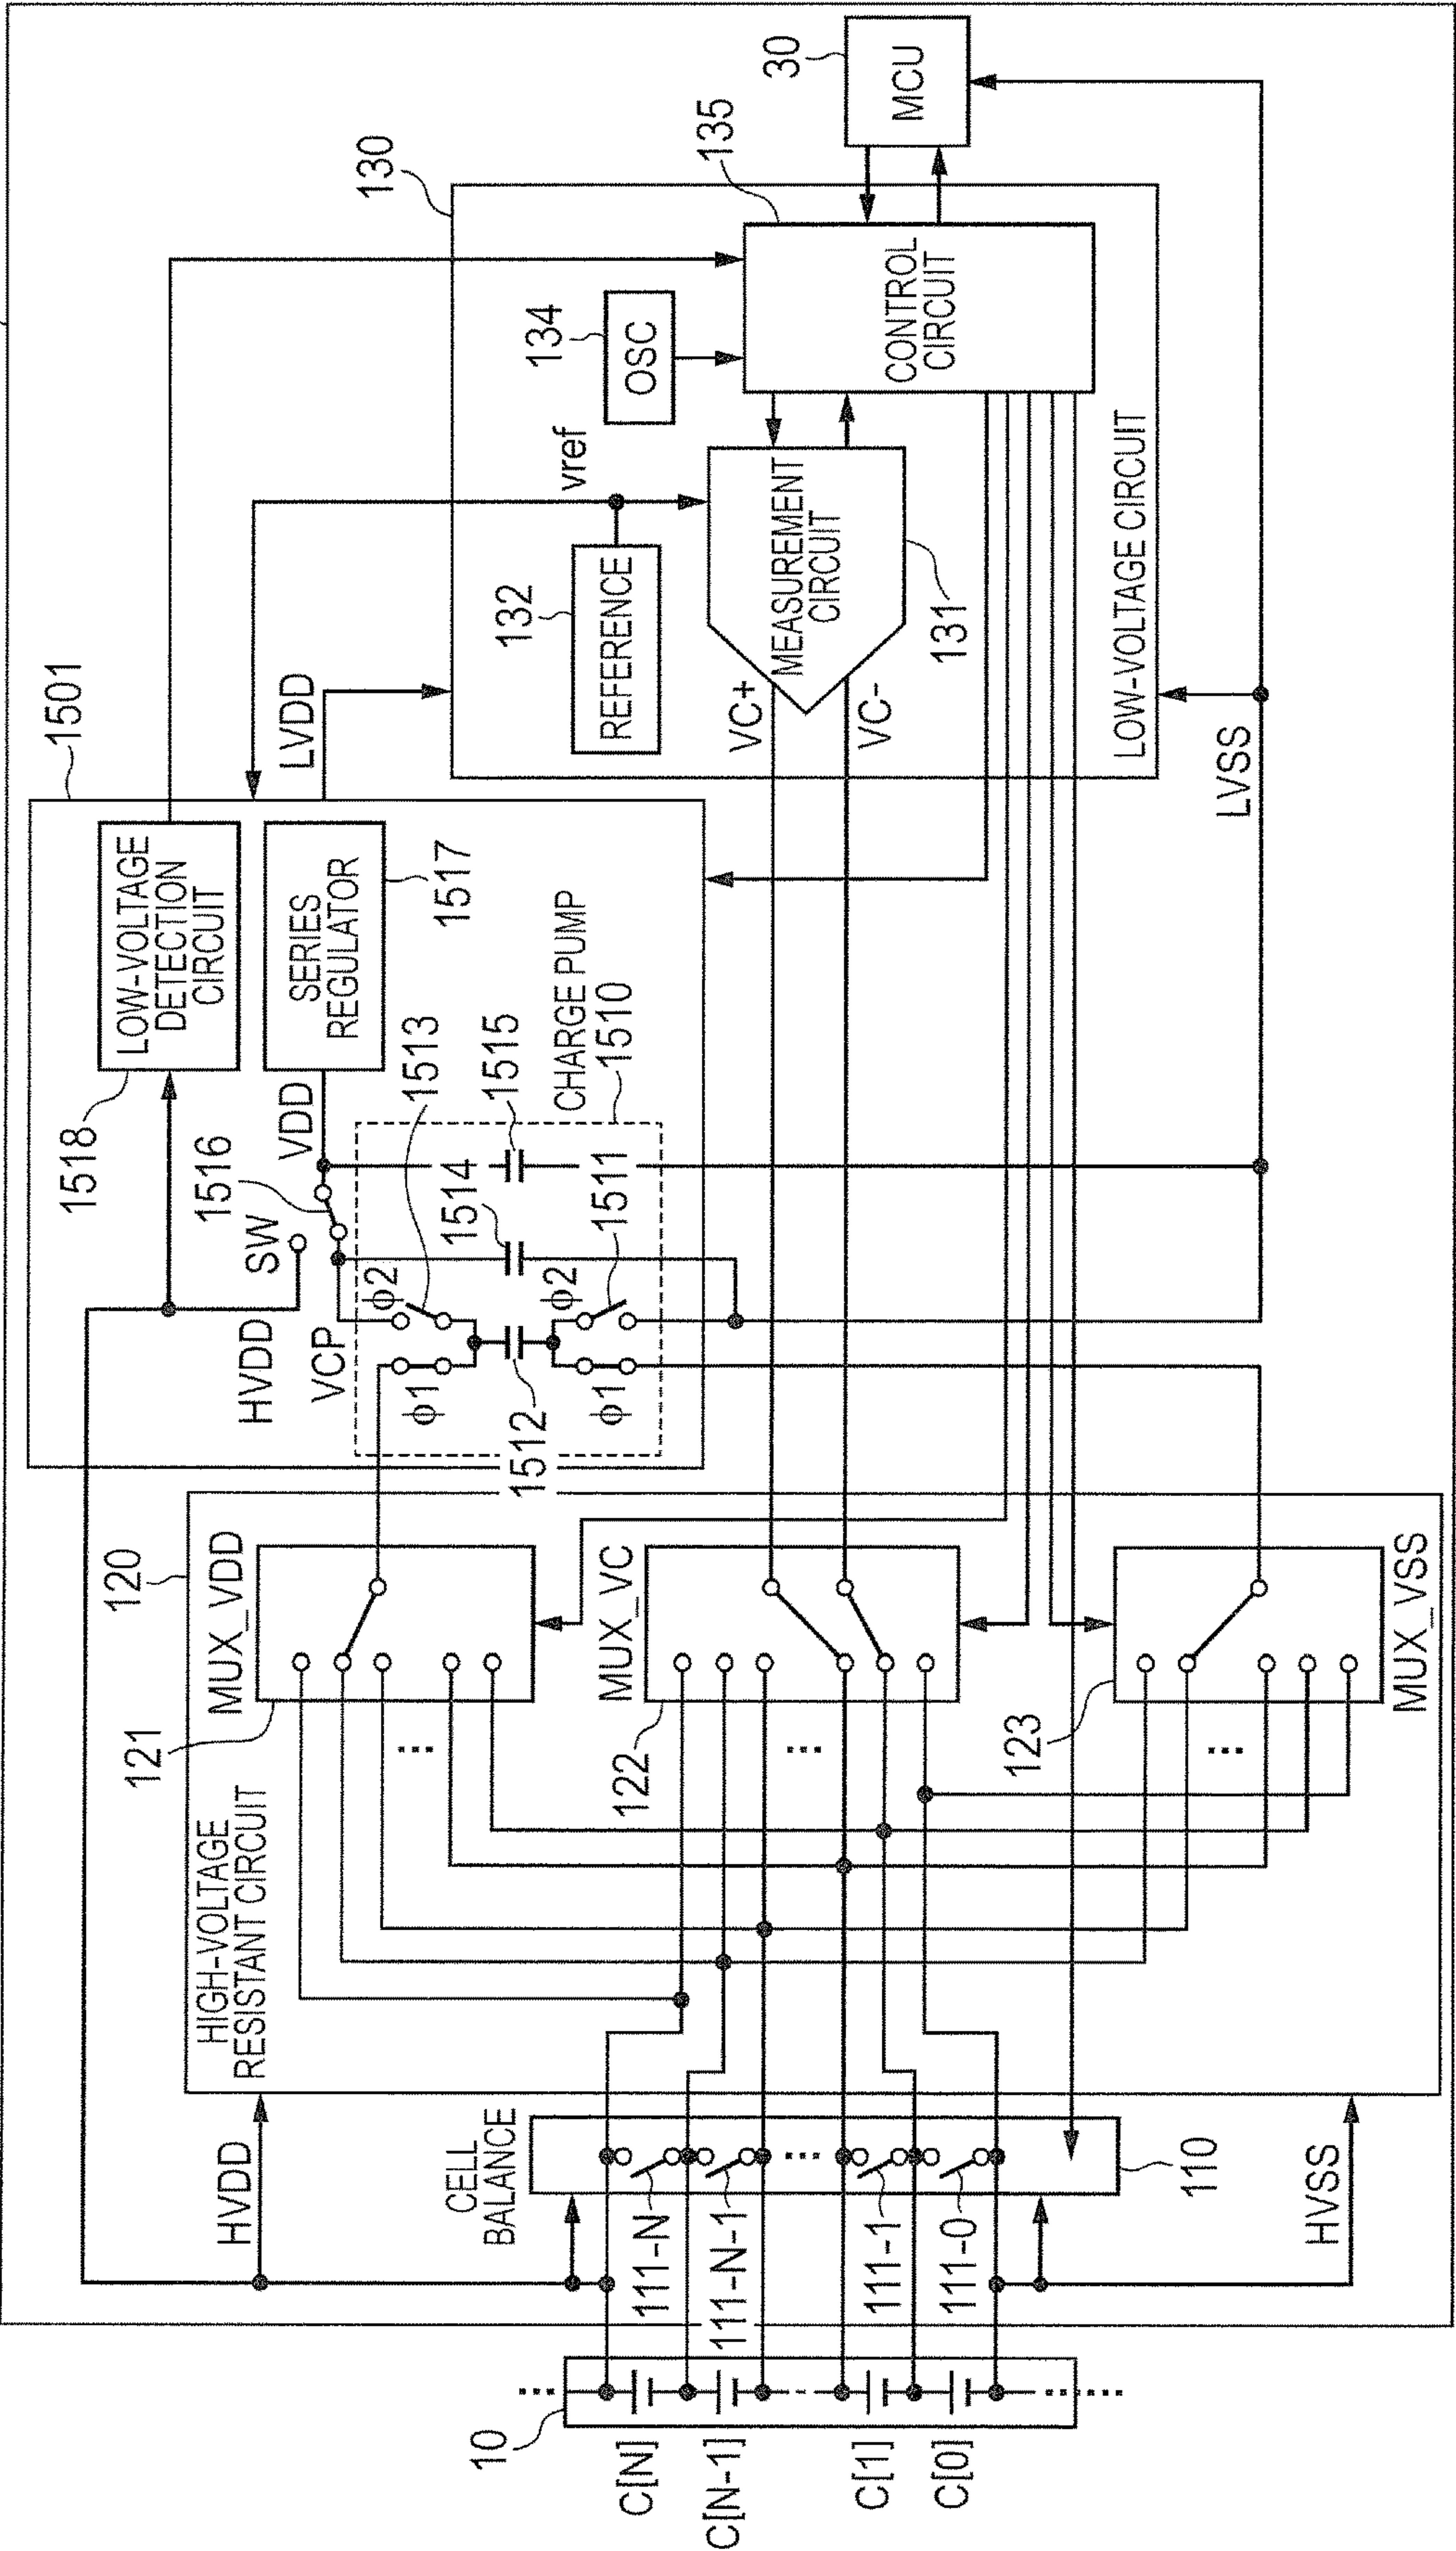 HVDD
HIGH-VOLTAGE
RESISTANT CIRCUIT
120
121
MUX_VDD
MUX_VC
122
123
MUX_VSS
CELL
BALANCE
110
111-N
111-N-1
111-1
111-0
HVSS
10
C[N]
C[N-1]
C[1]
C[0]
1501
1518
LOW-VOLTAGE
DETECTION
CIRCUIT
SERIES
REGULATOR
1517
HVDD
SW
1516
VDD
VCP
ϕ1
ϕ2
1513
1514
1515
CHARGE PUMP
1510
1512
ϕ1
ϕ2
1511
LVDD
130
132
REFERENCE
vref
134
OSC
135
CONTROL
CIRCUIT
30
MCU
MEASUREMENT
CIRCUIT
131
VC+
VC-
LOW-VOLTAGE CIRCUIT
LVSS